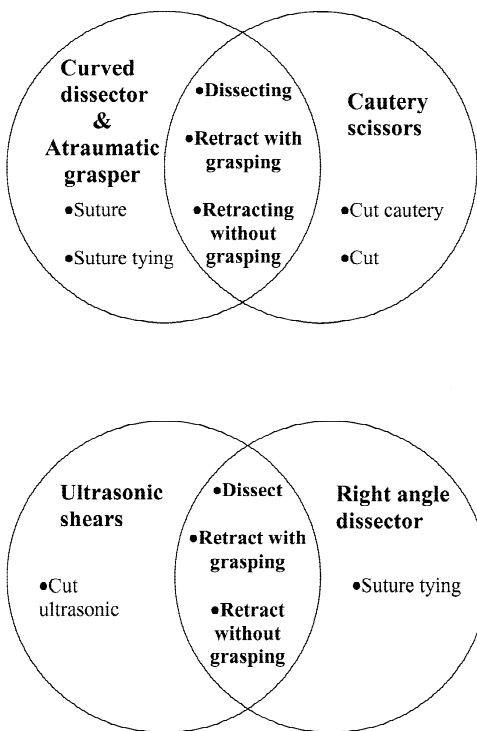 Curved
dissector
&
Atraumatic
grasper
•Suture
•Suture tying
•Dissecting
•Retract with
grasping
•Retracting
without
grasping
Cautery
scissors
•Cut cautery
•Cut
Ultrasonic
shears
•Cut
ultrasonic
•Dissect
•Retract with
grasping
•Retract
without
grasping
Right angle
dissector
•Suture tying